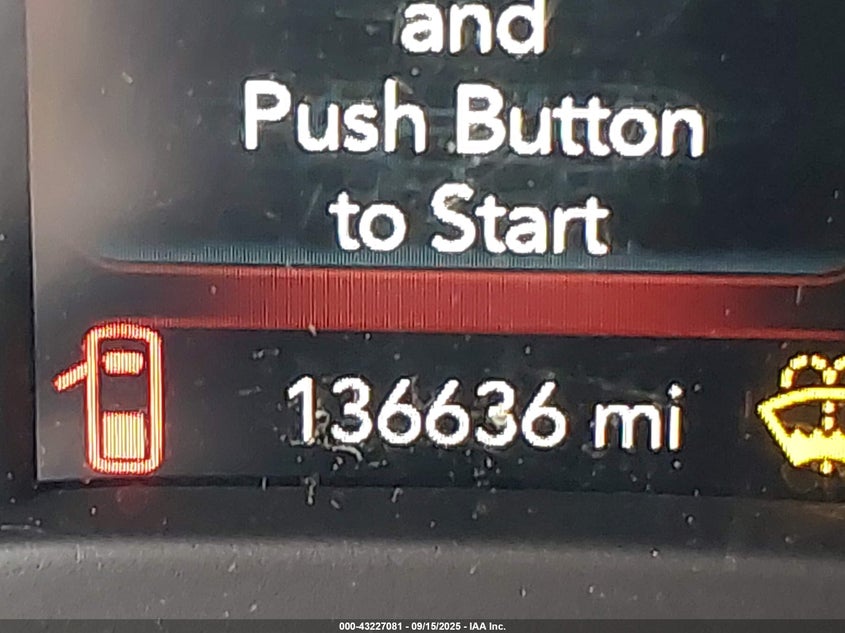 and
Push Button
to Start
136636 mi
000-43227081 - 09/15/2025 - IAA Inc.